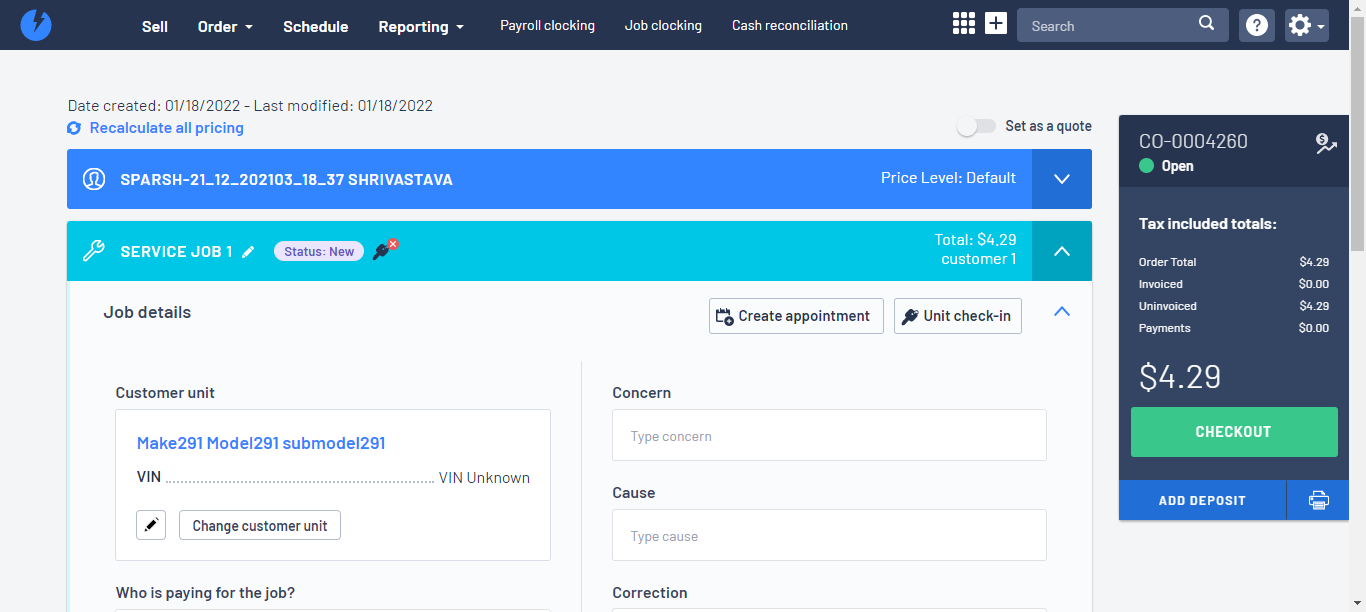 Sell Order Schedule Reporting Payroll clocking Job clocking Cash reconciliation Search
Date created: 01/18/2022 - Last modified: 01/18/2022
Recalculate all pricing
Set as a quote
SPARSH-21_12_202103_18_37 SHRIVASTAVA
Price Level: Default
SERVICE JOB 1
Status: New
Total: $4.29
customer 1
Job details
Create appointment
Unit check-in
Customer unit
Make291 Model291 submodel291
VIN VIN Unknown
Change customer unit
Who is paying for the job?
Concern
Type concern
Cause
Type cause
Correction
CO-0004260
Open
Tax included totals:
Order Total $4.29
Invoiced $0.00
Uninvoiced $4.29
Payments $0.00
$4.29
CHECKOUT
ADD DEPOSIT